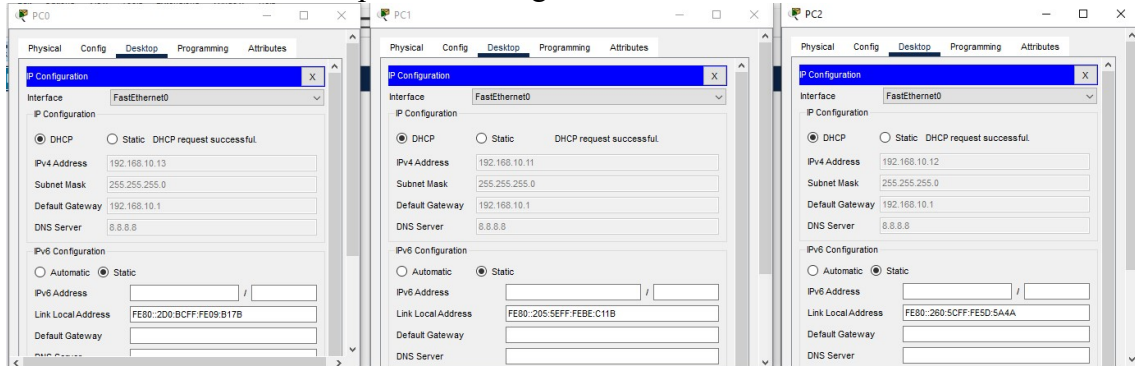 PC0
Physical Config Desktop Programming Attributes
IP Configuration X
Interface FastEthernet0
IP Configuration
DHCP Static DHCP request successful.
IPv4 Address 192.168.10.13
Subnet Mask 255.255.255.0
Default Gateway 192.168.10.1
DNS Server 8.8.8.8
IPv6 Configuration
Automatic Static
IPv6 Address /
Link Local Address FE80::2D0:BCFF:FE09:B17B
Default Gateway
DNS Server
PC1
Physical Config Desktop Programming Attributes
IP Configuration X
Interface FastEthernet0
IP Configuration
DHCP Static DHCP request successful.
IPv4 Address 192.168.10.11
Subnet Mask 255.255.255.0
Default Gateway 192.168.10.1
DNS Server 8.8.8.8
IPv6 Configuration
Automatic Static
IPv6 Address /
Link Local Address FE80::205:5EFF:FEBE:C11B
Default Gateway
DNS Server
PC2
Physical Config Desktop Programming Attributes
IP Configuration X
Interface FastEthernet0
IP Configuration
DHCP Static DHCP request successful.
IPv4 Address 192.168.10.12
Subnet Mask 255.255.255.0
Default Gateway 192.168.10.1
DNS Server 8.8.8.8
IPv6 Configuration
Automatic Static
IPv6 Address /
Link Local Address FE80::260:5CFF:FE5D:5A4A
Default Gateway
DNS Server